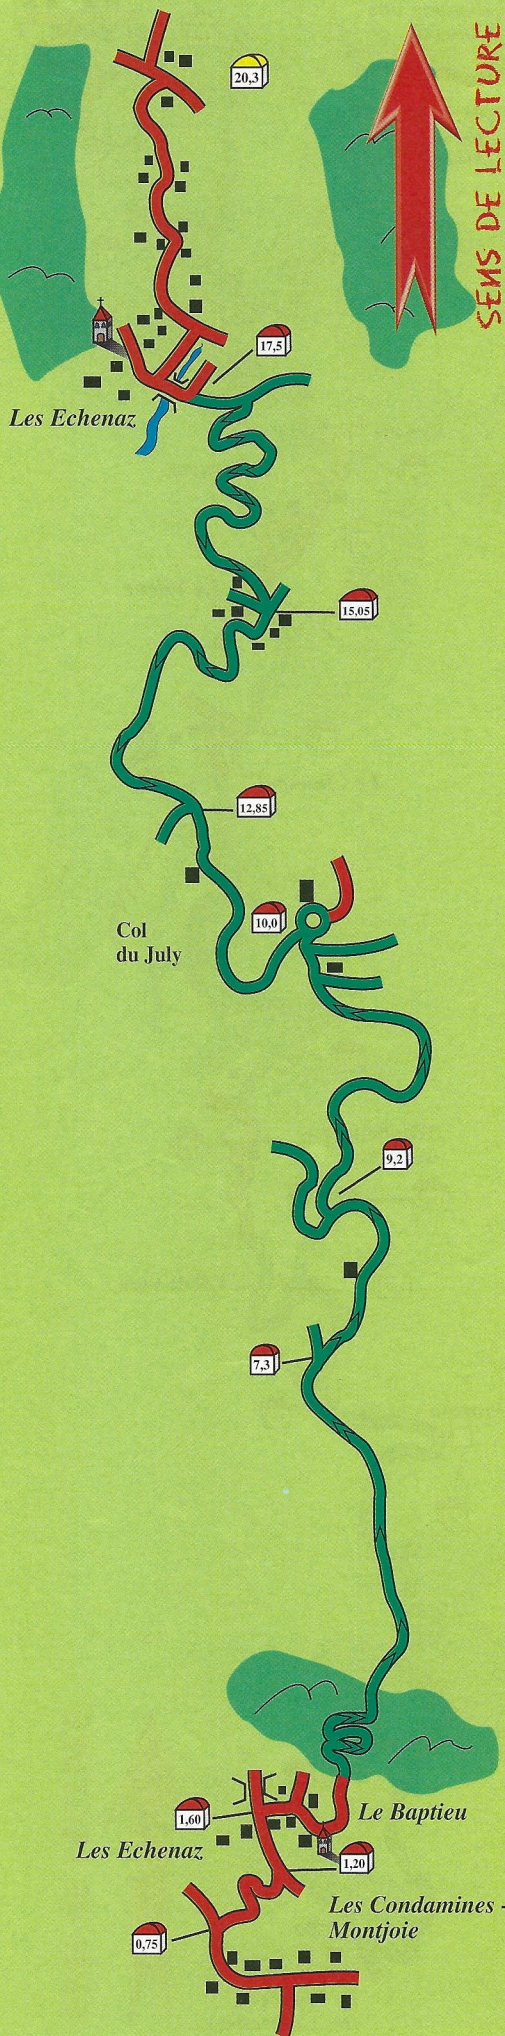 SENS DE LECTURE
20,3
17,5
Les Echenaz
15,05
12,85
10,0
Col
du July
9,2
7,3
1,60
Le Baptieu
Les Echenaz
1,20
Les Condamines -
Montjoie
0,75